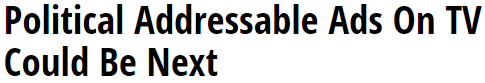 Political Addressable Ads On TV
Could Be Next